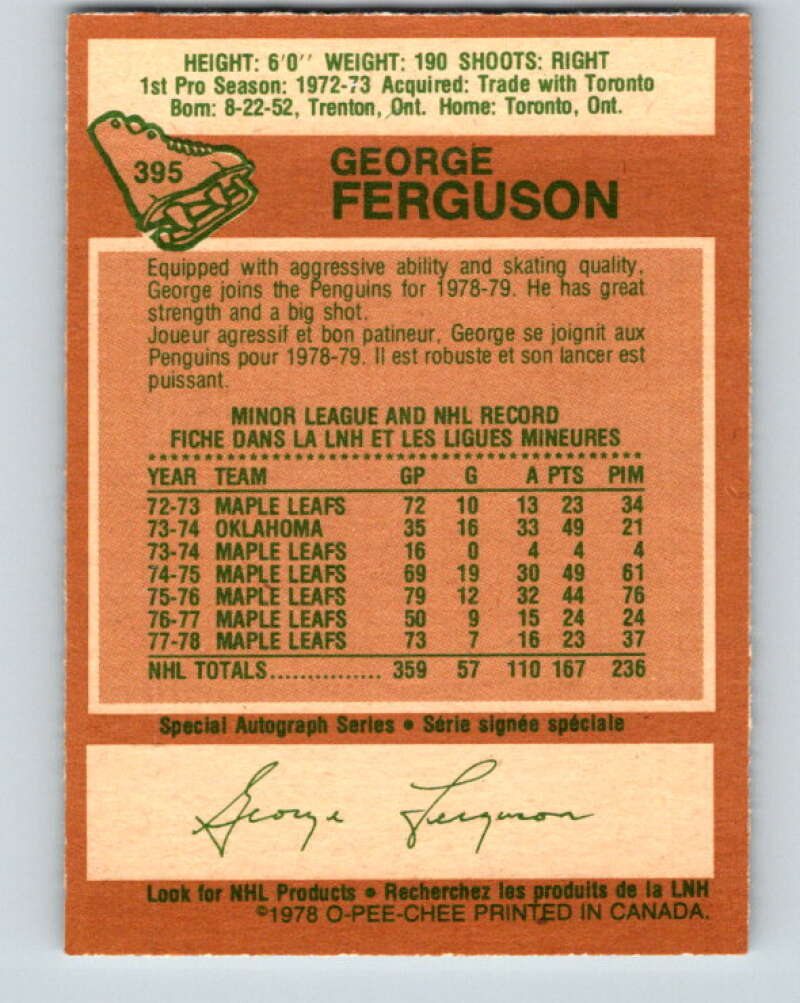 HEIGHT: 6'0'' WEIGHT: 190 SHOOTS: RIGHT
1st Pro Season: 1972-73 Acquired: Trade with Toronto
Born: 8-22-52, Trenton, Ont. Home: Toronto, Ont.
395
GEORGE
FERGUSON
Equipped with aggressive ability and skating quality,
George joins the Penguins for 1978-79. He has great
strength and a big shot.
Joueur agressif et bon patineur, George se joignit aux
Penguins pour 1978-79. Il est robuste et son lancer est
puissant.
MINOR LEAGUE AND NHL RECORD
FICHE DANS LA LNH ET LES LIGUES MINEURES
YEAR TEAM GP G A PTS PIM
72-73 MAPLE LEAFS 72 10 13 23 34
73-74 OKLAHOMA 35 16 33 49 21
73-74 MAPLE LEAFS 16 0 4 4 4
74-75 MAPLE LEAFS 69 19 30 49 61
75-76 MAPLE LEAFS 79 12 32 44 76
76-77 MAPLE LEAFS 50 9 15 24 24
77-78 MAPLE LEAFS 73 7 16 23 37
NHL TOTALS............... 359 57 110 167 236
Special Autograph Series • Série signée spéciale
George Ferguson
Look for NHL Products • Recherchez les produits de la LNH
©1978 O-PEE-CHEE PRINTED IN CANADA.